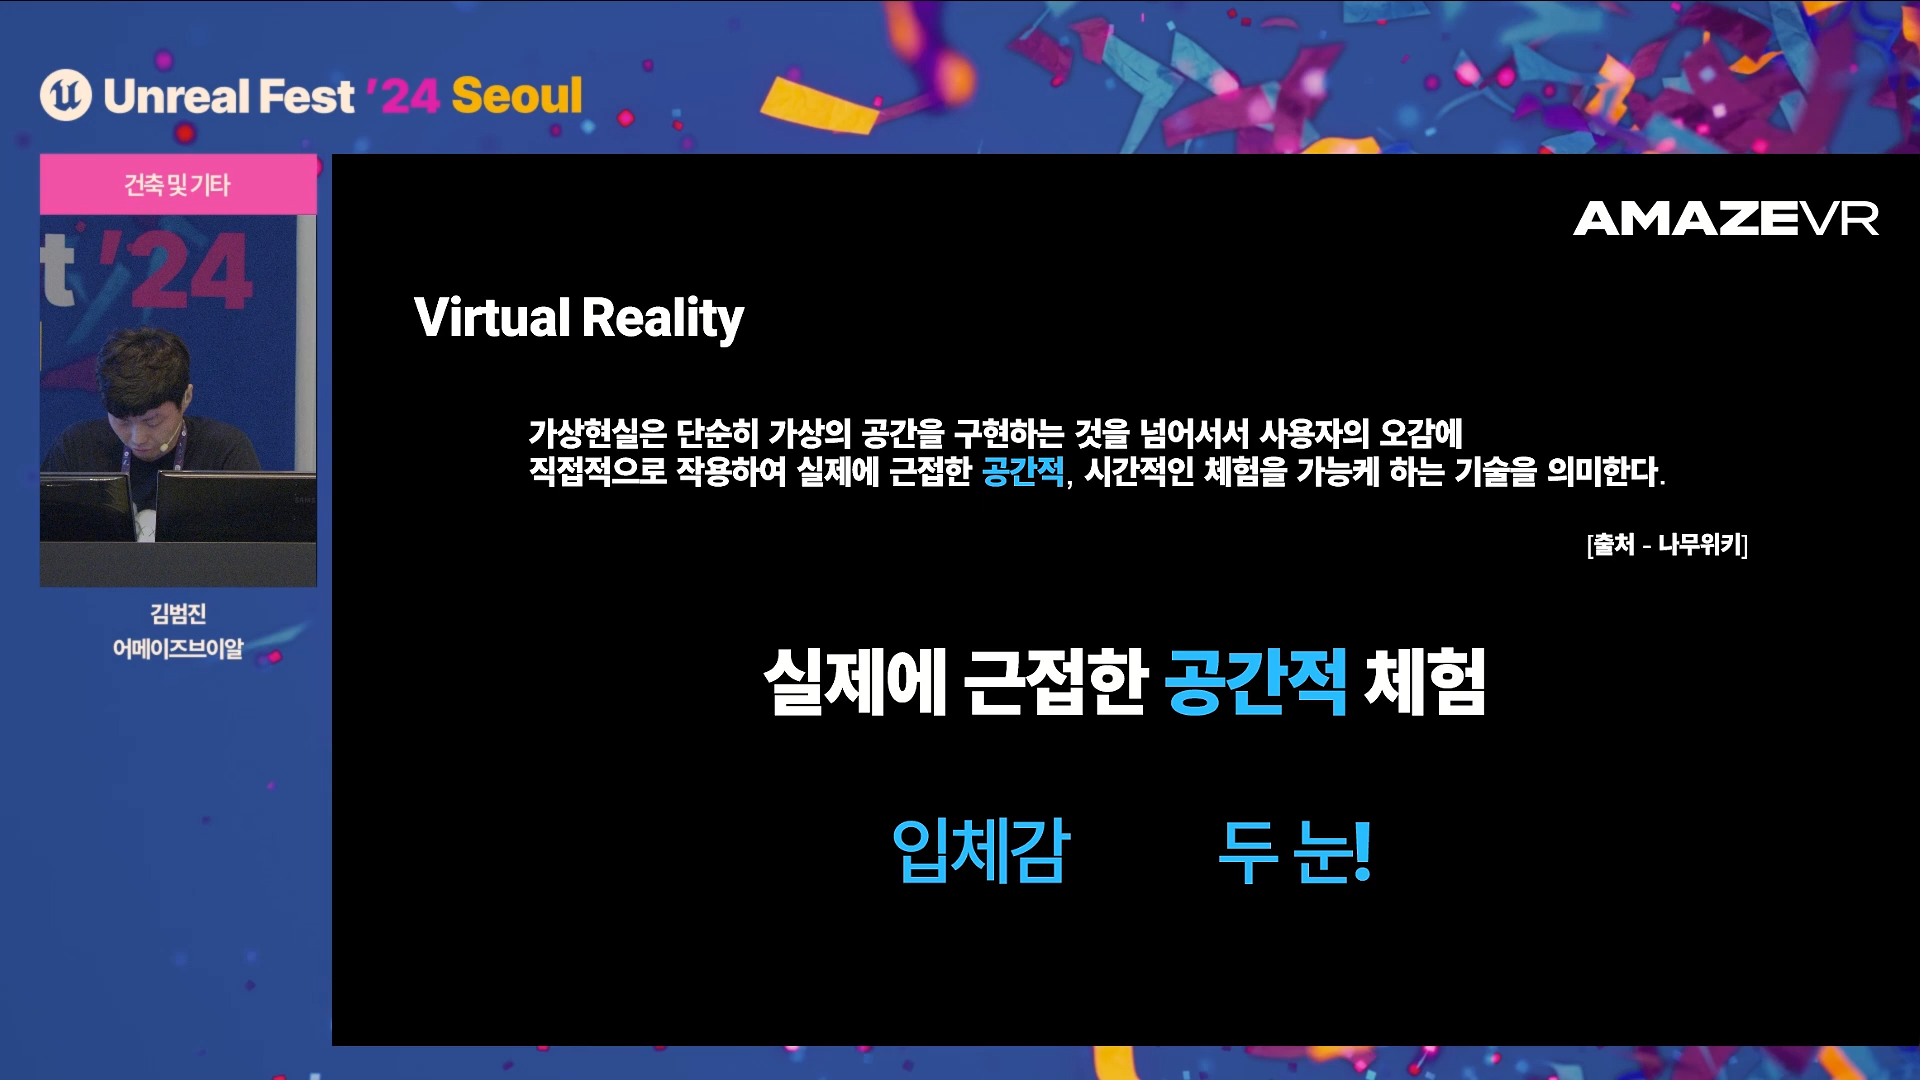 Unreal Fest '24 Seoul
건축 및 기타
t '24
김범진
어메이즈브이알
AMAZEVR
Virtual Reality
가상현실은 단순히 가상의 공간을 구현하는 것을 넘어서서 사용자의 오감에
직접적으로 작용하여 실제에 근접한 공간적, 시간적인 체험을 가능케 하는 기술을 의미한다.
[출처 - 나무위키]
실제에 근접한 공간적 체험
입체감 두 눈!